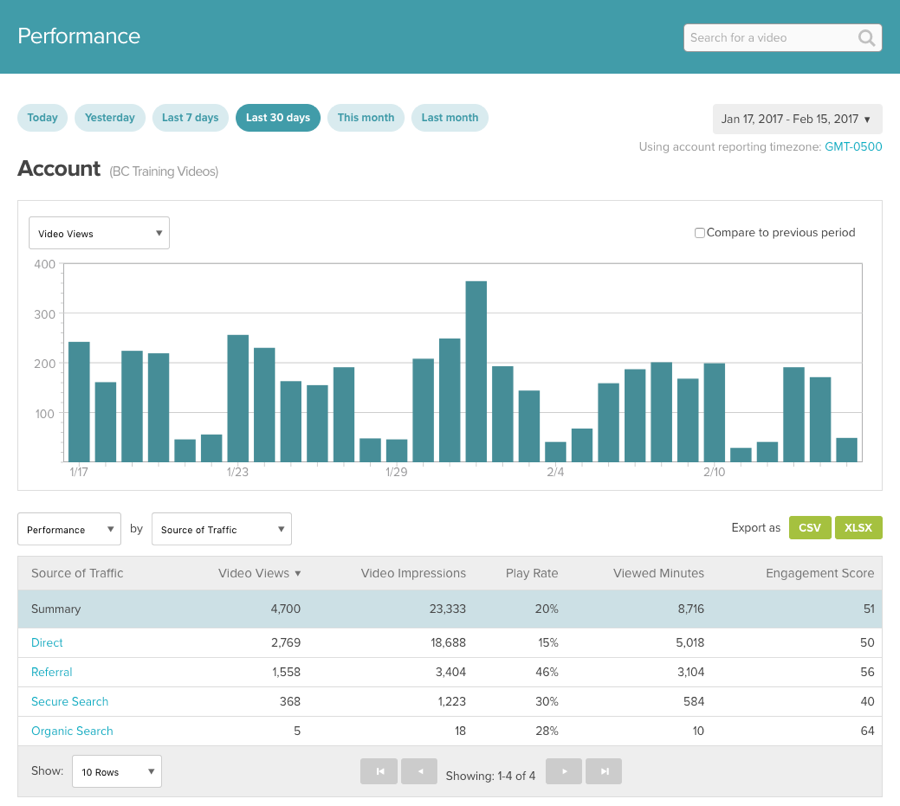 Performance
Search for a video
Today Yesterday Last 7 days Last 30 days This month Last month
Jan 17, 2017 - Feb 15, 2017 ▼
Using account reporting timezone: GMT-0500
Account (BC Training Videos)
Video Views ▼
Compare to previous period
400
300
200
100
1/17 1/23 1/29 2/4 2/10
Performance ▼ by Source of Traffic ▼
Export as CSV XLSX
Source of Traffic Video Views ▼ Video Impressions Play Rate Viewed Minutes Engagement Score
Summary 4,700 23,333 20% 8,716 51
Direct 2,769 18,688 15% 5,018 50
Referral 1,558 3,404 46% 3,104 56
Secure Search 368 1,223 30% 584 40
Organic Search 5 18 28% 10 64
Show: 10 Rows ▼ Showing: 1-4 of 4